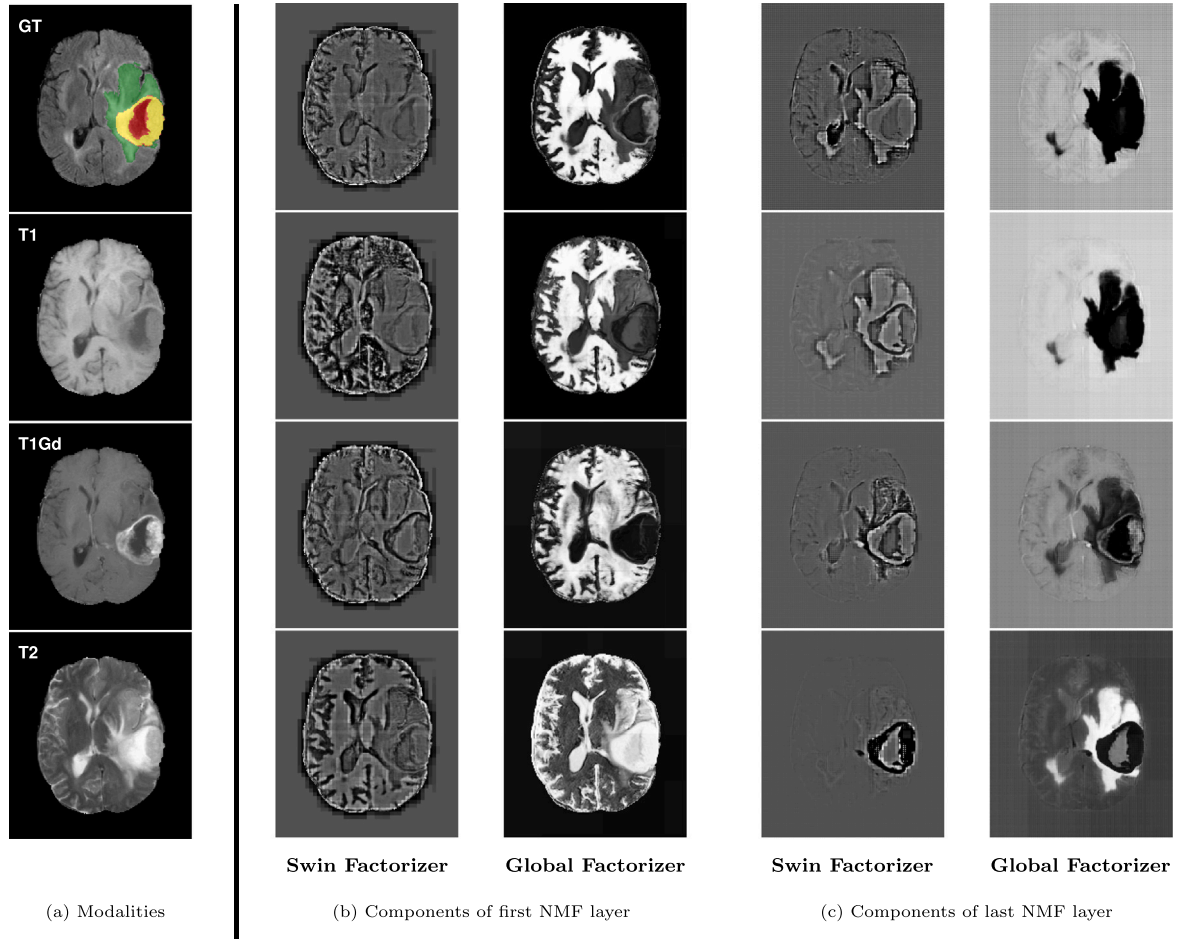 GT
T1
T1Gd
T2
Swin Factorizer
Global Factorizer
Swin Factorizer
Global Factorizer
(a) Modalities
(b) Components of first NMF layer
(c) Components of last NMF layer